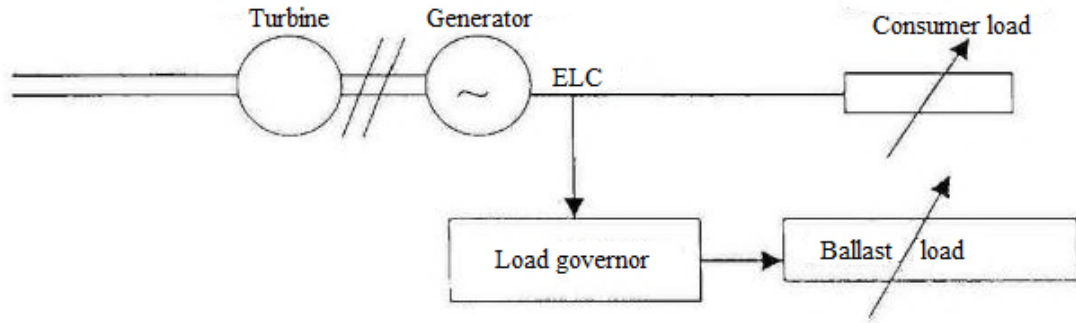 Turbine
Generator
Consumer load
ELC
~
Load governor
Ballast load